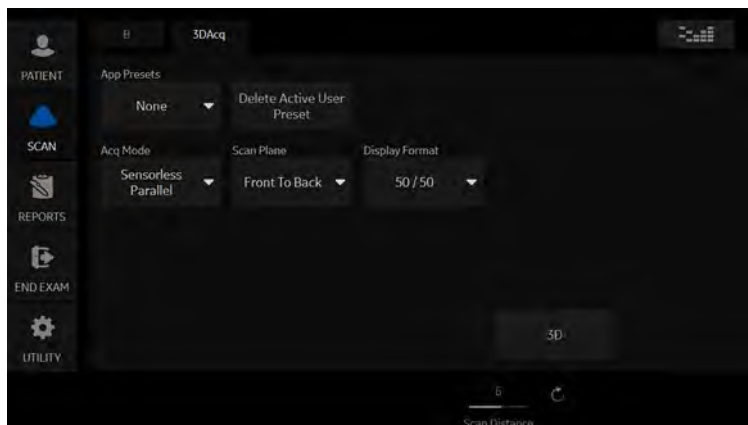 B
3DAcq
PATIENT
App Presets
None
Delete Active User
Preset
SCAN
Acq Mode
Scan Plane
Display Format
Sensorless
Parallel
Front To Back
50 / 50
REPORTS
END EXAM
3D
UTILITY
6
Scan Distance